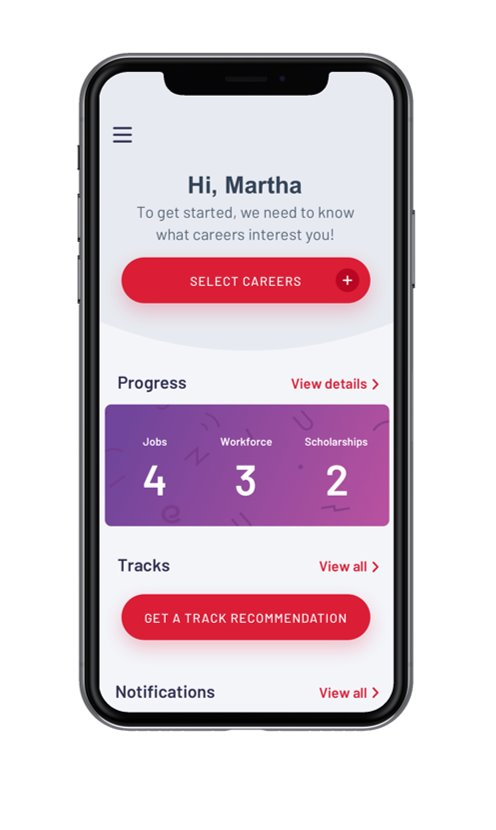 Hi, Martha
To get started, we need to know
what careers interest you!
SELECT CAREERS +
Progress View details >
Jobs Workforce Scholarships
4 3 2
Tracks View all >
GET A TRACK RECOMMENDATION
Notifications View all >